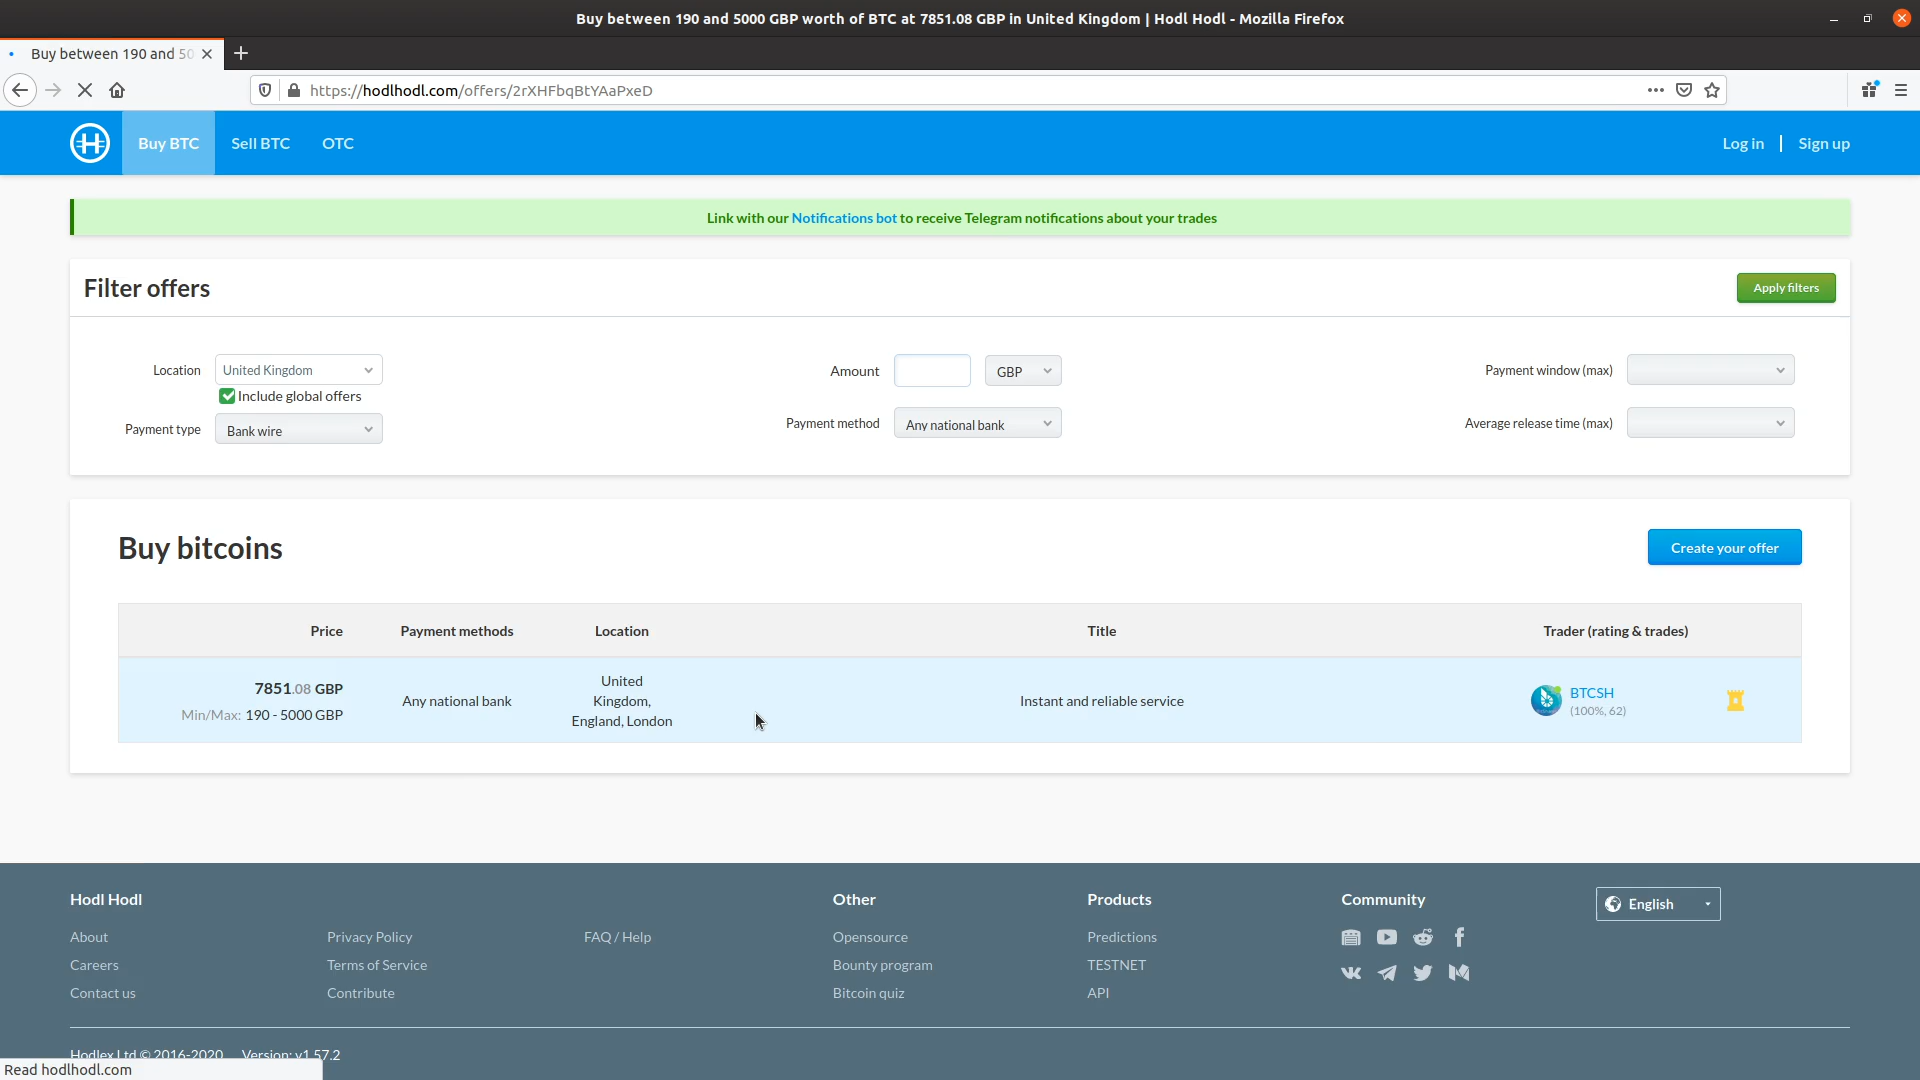 Buy between 190 and 5000 GBP worth of BTC at 7851.08 GBP in United Kingdom | Hodl Hodl - Mozilla Firefox
Buy between 190 and 50
https://hodlhodl.com/offers/2rXHFbqBtYAaPxeD
Buy BTC
Sell BTC
OTC
Log in | Sign up
Link with our Notifications bot to receive Telegram notifications about your trades
Filter offers
Apply filters
Location
United Kingdom
Include global offers
Payment type
Bank wire
Amount
GBP
Payment method
Any national bank
Payment window (max)
Average release time (max)
Buy bitcoins
Create your offer
Price
Payment methods
Location
Title
Trader (rating & trades)
7851.08 GBP
Min/Max: 190 - 5000 GBP
Any national bank
United
Kingdom,
England, London
Instant and reliable service
BTCSH
(100%, 62)
Hodl Hodl
About
Careers
Contact us
Privacy Policy
Terms of Service
Contribute
FAQ / Help
Other
Opensource
Bounty program
Bitcoin quiz
Products
Predictions
TESTNET
API
Community
English
Hodlex Ltd © 2016-2020
Version: v1.57.2
Read hodlhodl.com